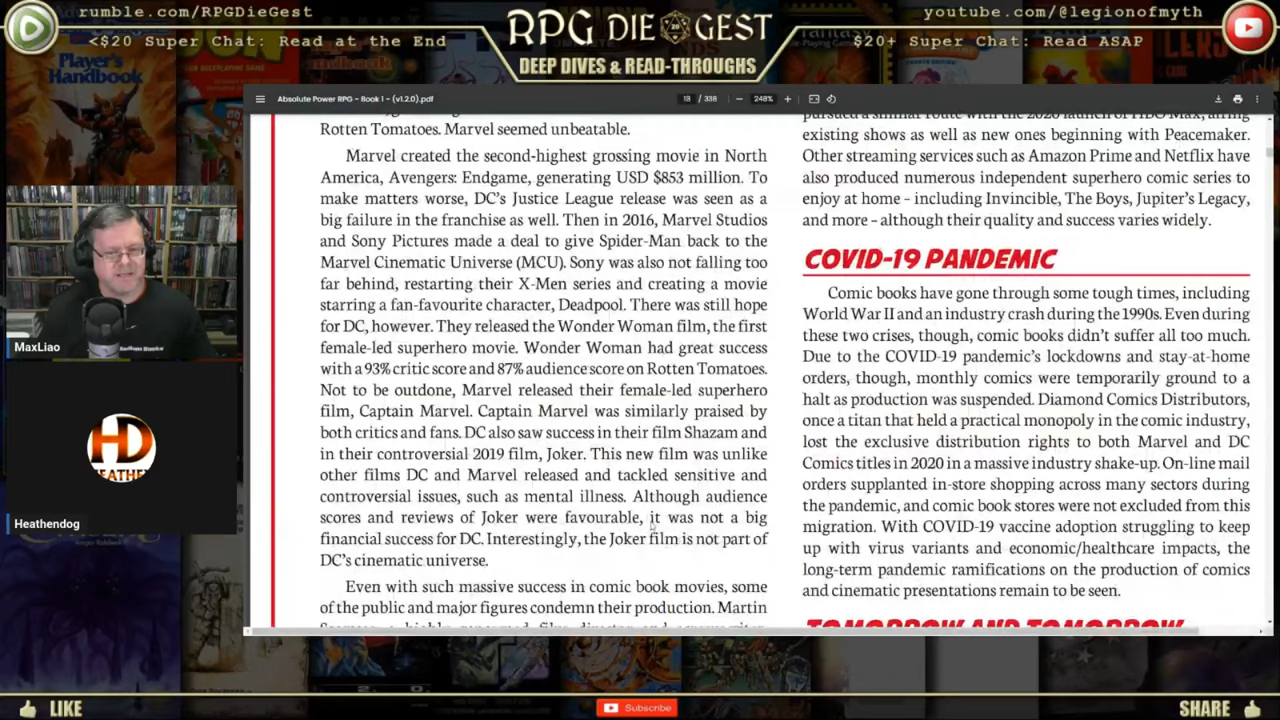 rumble.com/RPGDieGest
<$20 Super Chat: Read at the End
RPG DIE GEST
DEEP DIVES & READ-THROUGHS
youtube.com/@legionofmyth
$20+ Super Chat: Read ASAP
Player's
Handbook
Absolute Power RPG - Book 1 - (v1.2.0).pdf
13 / 338
248%
Rotten Tomatoes. Marvel seemed unbeatable.
Marvel created the second-highest grossing movie in North
America, Avengers: Endgame, generating USD $853 million. To
make matters worse, DC's Justice League release was seen as a
big failure in the franchise as well. Then in 2016, Marvel Studios
and Sony Pictures made a deal to give Spider-Man back to the
Marvel Cinematic Universe (MCU). Sony was also not falling too
far behind, restarting their X-Men series and creating a movie
starring a fan-favourite character, Deadpool. There was still hope
for DC, however. They released the Wonder Woman film, the first
female-led superhero movie. Wonder Woman had great success
with a 93% critic score and 87% audience score on Rotten Tomatoes.
Not to be outdone, Marvel released their female-led superhero
film, Captain Marvel. Captain Marvel was similarly praised by
both critics and fans. DC also saw success in their film Shazam and
in their controversial 2019 film, Joker. This new film was unlike
other films DC and Marvel released and tackled sensitive and
controversial issues, such as mental illness. Although audience
scores and reviews of Joker were favourable, it was not a big
financial success for DC. Interestingly, the Joker film is not part of
DC's cinematic universe.
Even with such massive success in comic book movies, some
of the public and major figures condemn their production. Martin
pursued a similar route with the 2020 launch of HBO Max, airing
existing shows as well as new ones beginning with Peacemaker.
Other streaming services such as Amazon Prime and Netflix have
also produced numerous independent superhero comic series to
enjoy at home – including Invincible, The Boys, Jupiter's Legacy,
and more – although their quality and success varies widely.
COVID-19 PANDEMIC
Comic books have gone through some tough times, including
World War II and an industry crash during the 1990s. Even during
these two crises, though, comic books didn't suffer all too much.
Due to the COVID-19 pandemic's lockdowns and stay-at-home
orders, though, monthly comics were temporarily ground to a
halt as production was suspended. Diamond Comics Distributors,
once a titan that held a practical monopoly in the comic industry,
lost the exclusive distribution rights to both Marvel and DC
Comics titles in 2020 in a massive industry shake-up. On-line mail
orders supplanted in-store shopping across many sectors during
the pandemic, and comic book stores were not excluded from this
migration. With COVID-19 vaccine adoption struggling to keep
up with virus variants and economic/healthcare impacts, the
long-term pandemic ramifications on the production of comics
and cinematic presentations remain to be seen.
TOMORROW AND TOMORROW
MaxLiao
HD
Heathendog
LIKE
Subscribe
SHARE